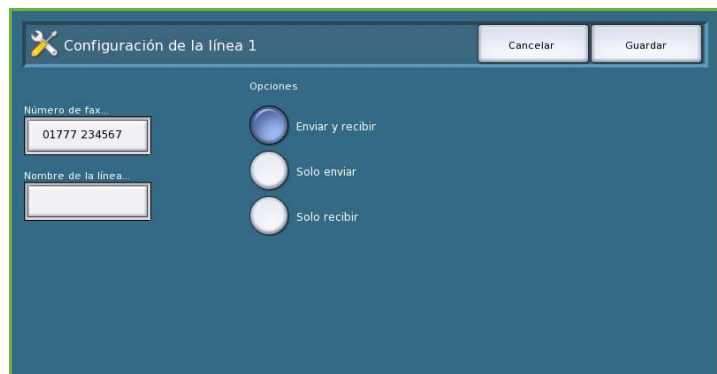 Configuración de la línea 1
Cancelar
Guardar
Número de fax...
01777 234567
Nombre de la línea...
Opciones
Enviar y recibir
Solo enviar
Solo recibir